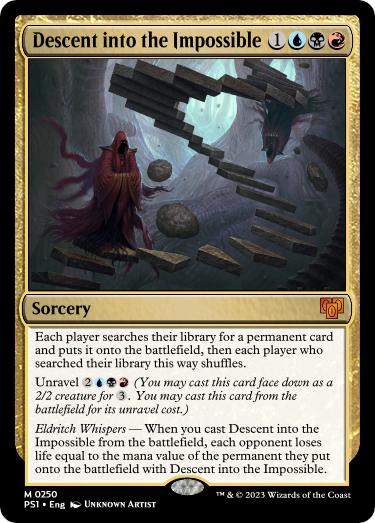 Descent into the Impossible 1
Sorcery
Each player searches their library for a permanent card
and puts it onto the battlefield, then each player who
searched their library this way shuffles.
Unravel 2 (You may cast this card face down as a
2/2 creature for 3. You may cast this card from the
battlefield for its unravel cost.)
Eldritch Whispers — When you cast Descent into the
Impossible from the battlefield, each opponent loses
life equal to the mana value of the permanent they put
onto the battlefield with Descent into the Impossible.
M 0250
PS1 • Eng Unknown Artist
™ & © 2023 Wizards of the Coast